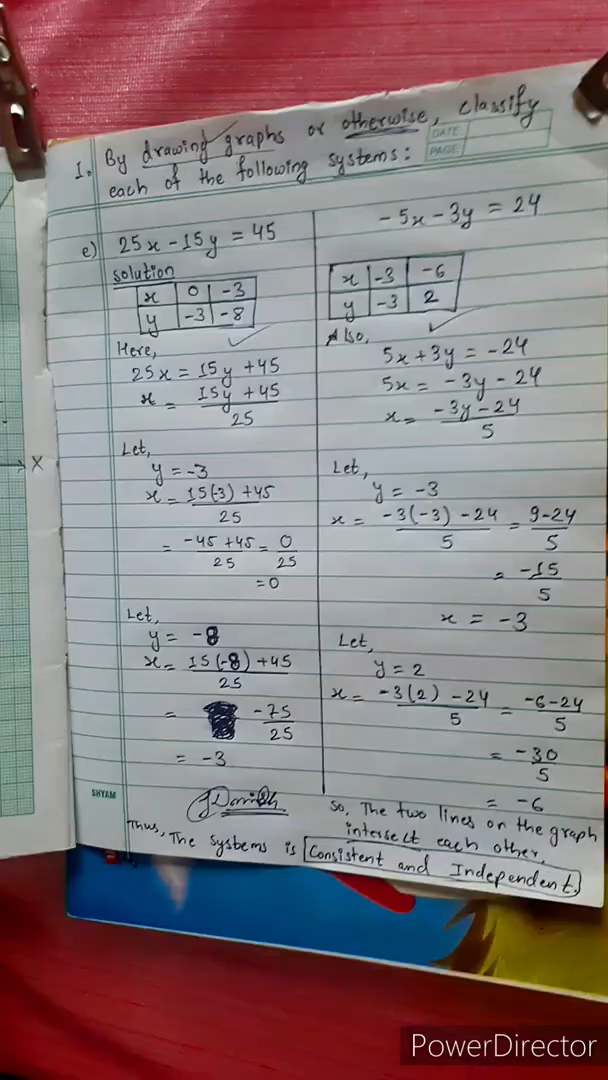 1. By drawing graphs or otherwise, classify
each of the following systems:
DATE
PAGE
e) 25x - 15y = 45
solution
x 0 -3
y -3 -8
Here,
25x = 15y + 45
x = 15y + 45 / 25
Let,
y = -3
x = 15(-3) + 45 / 25
= -45 + 45 / 25 = 0 / 25
= 0
Let,
y = -8
x = 15(-8) + 45 / 25
= -75 / 25
= -3
-5x - 3y = 24
x -3 -6
y -3 2
Also,
5x + 3y = -24
5x = -3y - 24
x = -3y - 24 / 5
Let,
y = -3
x = -3(-3) - 24 / 5 = 9 - 24 / 5
= -15 / 5
x = -3
Let,
y = 2
x = -3(2) - 24 / 5 = -6 - 24 / 5
= -30 / 5
= -6
So, The two lines on the graph
intersect each other.
Thus, The systems is Consistent and Independent.
SHYAM
X
PowerDirector